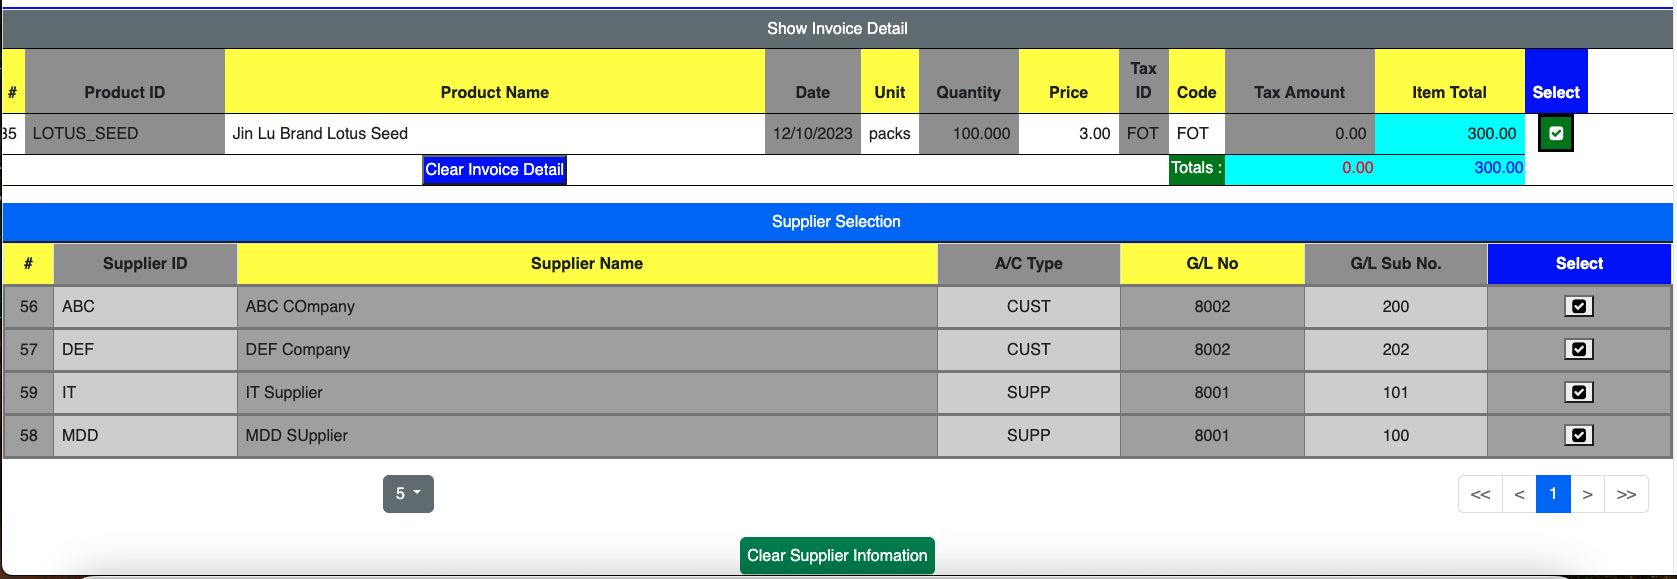 Show Invoice Detail
# Product ID Product Name Date Unit Quantity Price Tax ID Code Tax Amount Item Total Select
35 LOTUS_SEED Jin Lu Brand Lotus Seed 12/10/2023 packs 100.000 3.00 FOT FOT 0.00 300.00
Clear Invoice Detail Totals : 0.00 300.00
Supplier Selection
# Supplier ID Supplier Name A/C Type G/L No G/L Sub No. Select
56 ABC ABC COmpany CUST 8002 200
57 DEF DEF Company CUST 8002 202
59 IT IT Supplier SUPP 8001 101
58 MDD MDD SUpplier SUPP 8001 100
5 << < 1 > >>
Clear Supplier Infomation